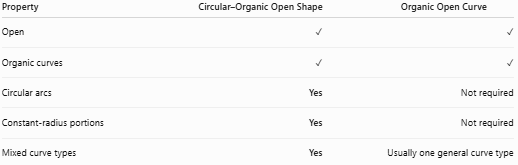 Property Circular–Organic Open Shape Organic Open Curve
Open ✓ ✓
Organic curves ✓ ✓
Circular arcs Yes Not required
Constant-radius portions Yes Not required
Mixed curve types Yes Usually one general curve type